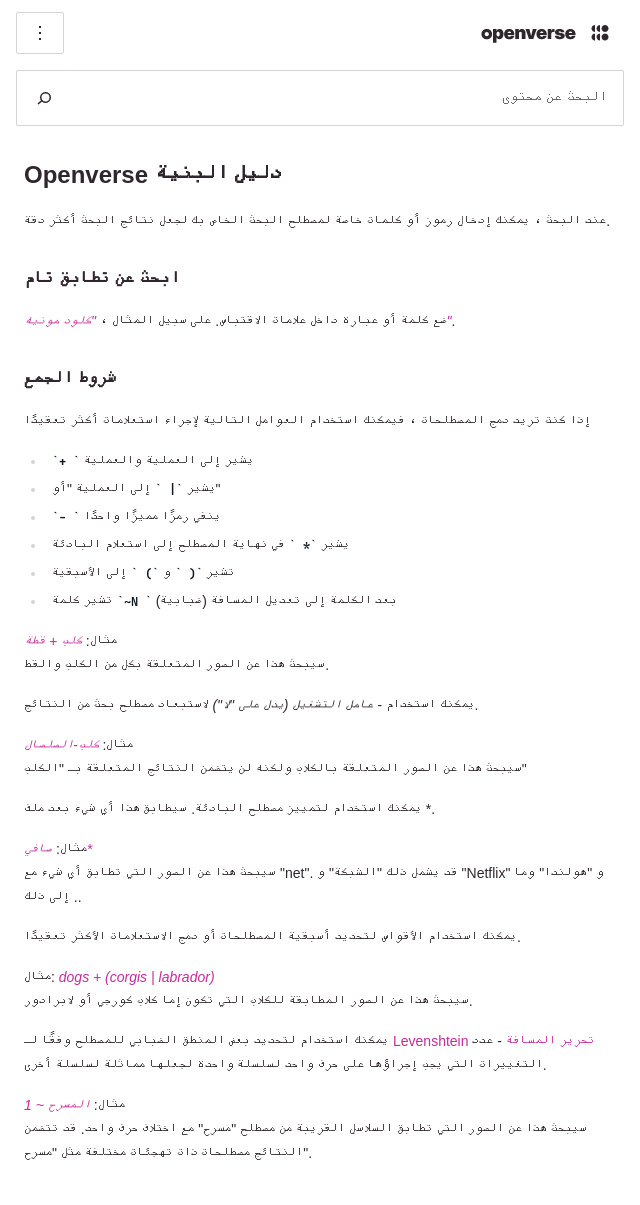 openverse
البحث عن محتوى
دليل البنية Openverse
عند البحث ، يمكنك إدخال رموز أو كلمات خاصة لمصطلح البحث الخاص بك لجعل نتائج البحث أكثر دقة.
ابحث عن تطابق تام
ضع كلمة أو عبارة داخل علامات الاقتباس. على سبيل المثال ، "كلود مونيه".
شروط الجمع
إذا كنت تريد دمج المصطلحات ، فيمكنك استخدام العوامل التالية لإجراء استعلامات أكثر تعقيدًا
يشير إلى العملية والعملية ` + `
يشير ` | ` إلى العملية "أو"
ينفي رمزًا مميزًا واحدًا ` - `
يشير ` * ` في نهاية المصطلح إلى استعلام البادئة
تشير ` ( ` و ` ) ` إلى الأسبقية
بعد الكلمة إلى تعديل المسافة (ضبابية) ` ~N ` تشير كلمة
مثال: كلب + قطة
سيبحث هذا عن الصور المتعلقة بكل من الكلب والقط.
يمكنك استخدام - عامل التشغيل (يدل على "لا") لاستبعاد مصطلح بحث من النتائج.
مثال: كلب -السلسال
سيبحث هذا عن الصور المتعلقة بالكلاب ولكنه لن يتضمن النتائج المتعلقة بـ "الكلب"
يمكنك استخدام لتمييز مصطلح البادئة. سيطابق هذا أي شيء بعد ملف *.
مثال: صافي*
سيبحث هذا عن الصور التي تطابق أي شيء مع "net". قد يشمل ذلك "الشبكة" و "Netflix" و "هولندا" وما
إلى ذلك ..
يمكنك استخدام الأقواس لتحديد أسبقية المصطلحات أو دمج الاستعلامات الأكثر تعقيدًا.
مثال: dogs + (corgis | labrador)
سيبحث هذا عن الصور المطابقة للكلاب التي تكون إما كلاب كورجي أو لابرادور.
يمكنك استخدام لتحديد بعض المنطق الضبابي للمصطلح وفقًا لـ Levenshtein تحرير المسافة - عدد
التغييرات التي يجب إجراؤها على حرف واحد لسلسلة واحدة لجعلها مماثلة لسلسلة أخرى.
مثال: المسرح ~ 1
سيبحث هذا عن الصور التي تطابق السلاسل القريبة من مصطلح "مسرح" مع اختلاف حرف واحد. قد تتضمن
النتائج مصطلحات ذات تهجئات مختلفة مثل "مسرح".